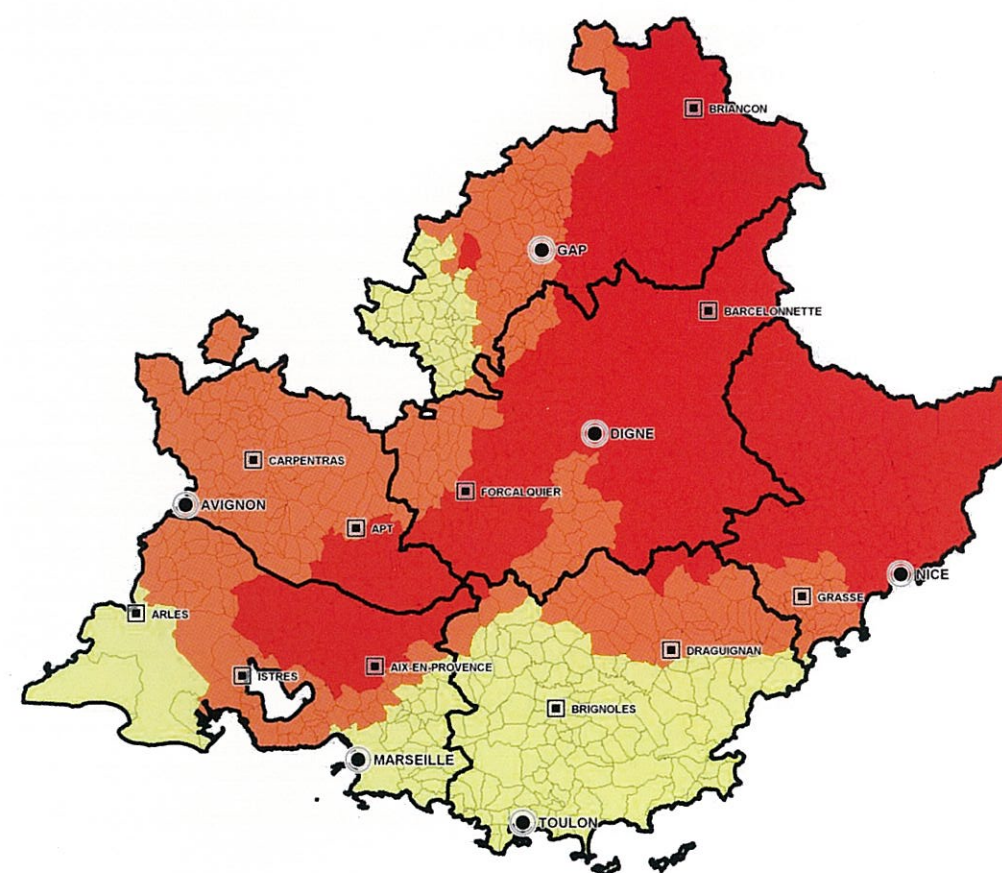 BRIANCON
GAP
BARCELONNETTE
DIGNE
CARPENTRAS
FORCALQUIER
AVIGNON
APT
NICE
GRASSE
ARLES
DRAGUIGNAN
AIX-EN-PROVENCE
ISTRES
BRIGNOLES
MARSEILLE
TOULON